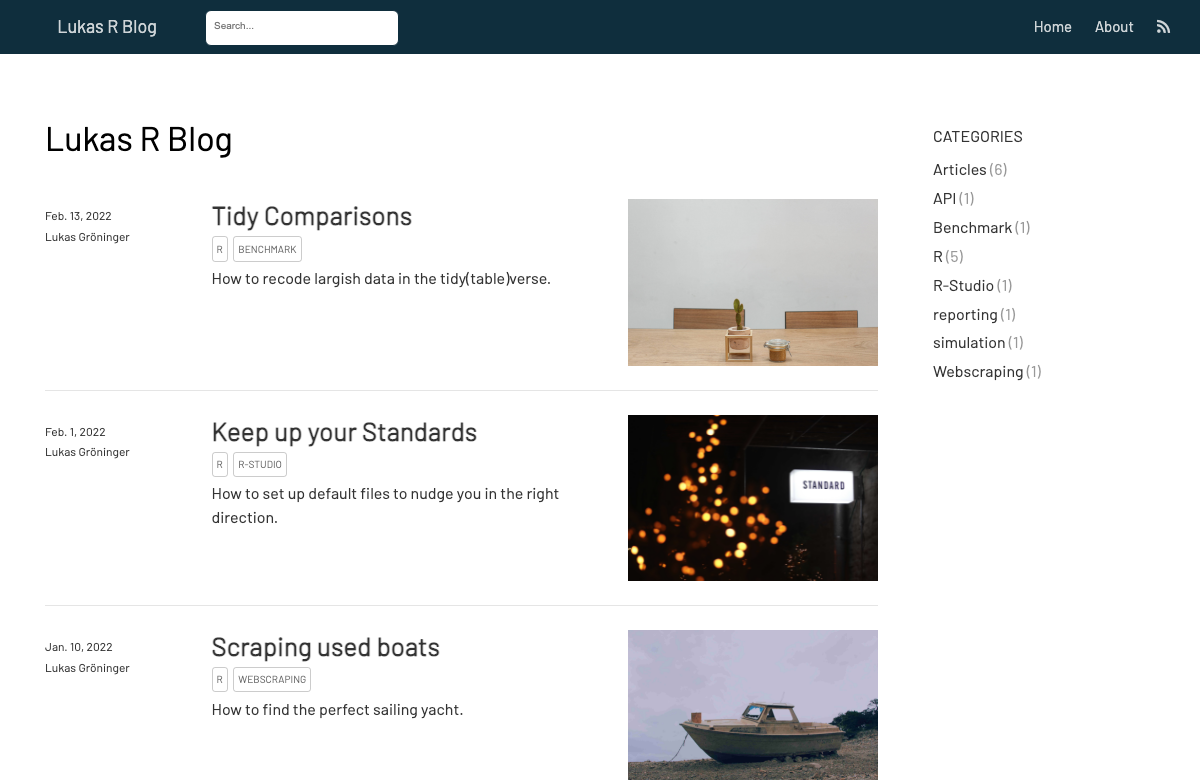 Lukas R Blog
Search...
Home
About
Lukas R Blog
Feb. 13, 2022
Lukas Gröninger
Tidy Comparisons
R
BENCHMARK
How to recode largish data in the tidy(table)verse.
Feb. 1, 2022
Lukas Gröninger
Keep up your Standards
R
R-STUDIO
How to set up default files to nudge you in the right
direction.
STANDARD
Jan. 10, 2022
Lukas Gröninger
Scraping used boats
R
WEBSCRAPING
How to find the perfect sailing yacht.
CATEGORIES
Articles (6)
API (1)
Benchmark (1)
R (5)
R-Studio (1)
reporting (1)
simulation (1)
Webscraping (1)